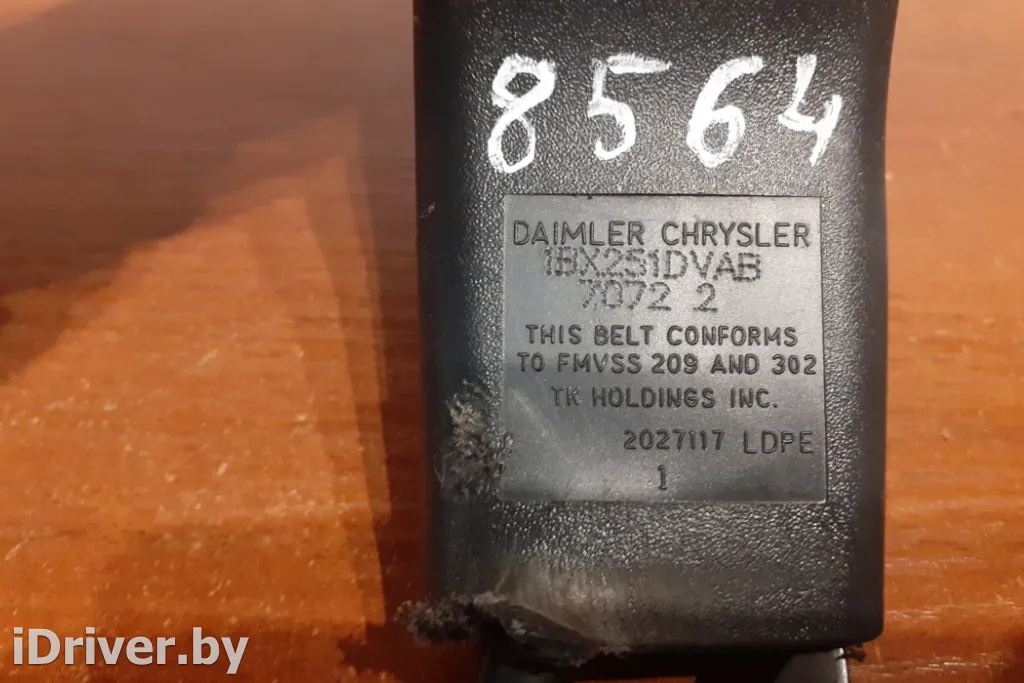 8564
DAIMLER CHRYSLER
1BX251DVAB
7072 2
THIS BELT CONFORMS
TO FMVSS 209 AND 302
TK HOLDINGS INC.
2027117 LDPE
1
iDriver.by